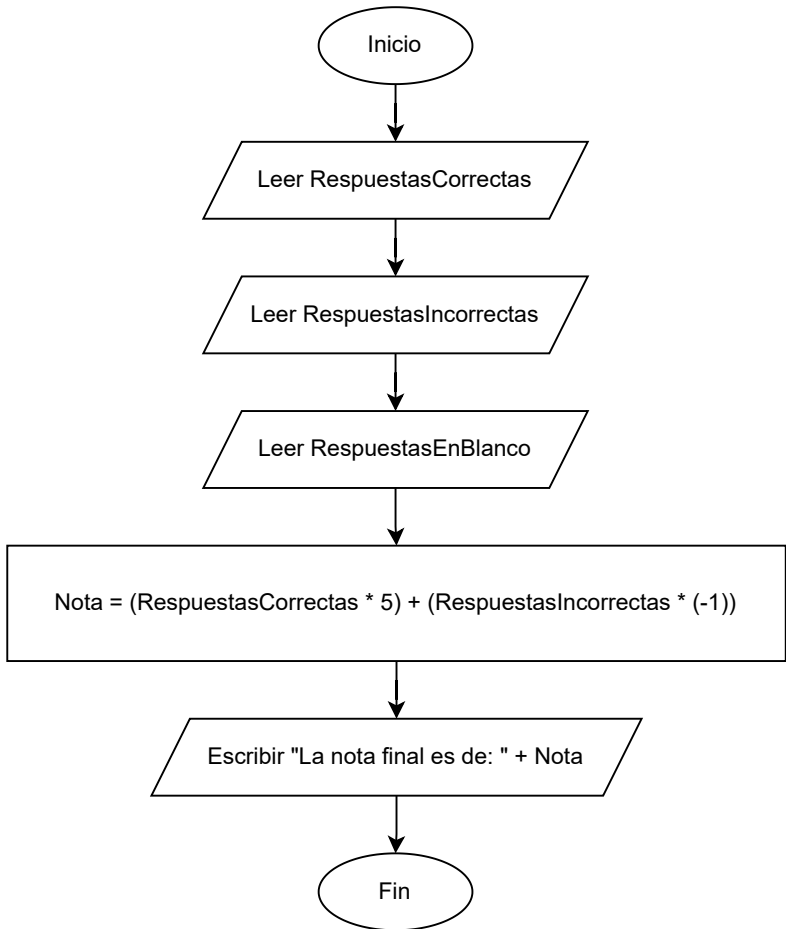 Inicio
Leer RespuestasCorrectas
Leer RespuestasIncorrectas
Leer RespuestasEnBlanco
Nota = (RespuestasCorrectas * 5) + (RespuestasIncorrectas * (-1))
Escribir "La nota final es de: " + Nota
Fin